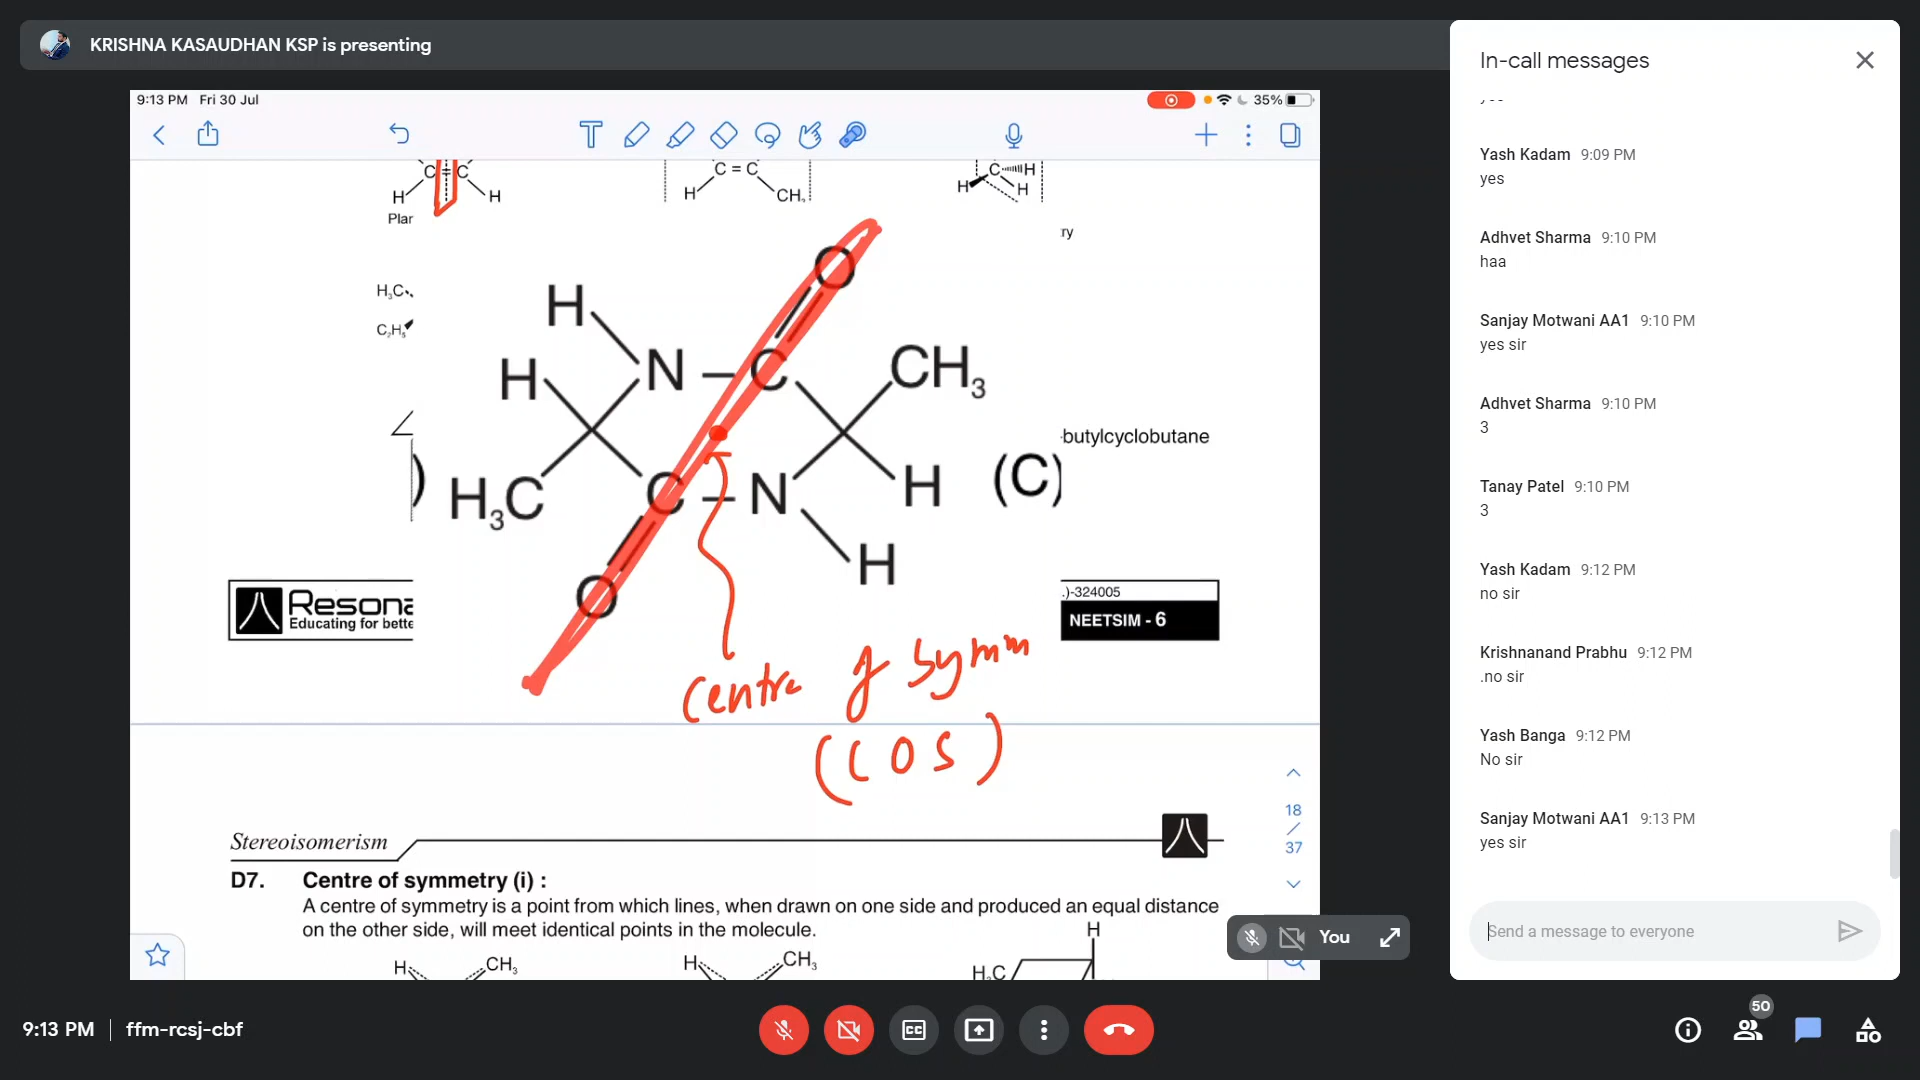 KRISHNA KASAUDHAN KSP is presenting
9:13 PM Fri 30 Jul
35%
C = C
H
H
Plar
C = C
H
CH
C H
H
H
ry
H₃C
C₂H₅
H
O
H
N – C
CH₃
H₃C
C – N
H
(C)
)
butylcyclobutane
O
H
Resona
Educating for bette
.)-324005
NEETSIM - 6
Centre of Symm
(COS)
Stereoisomerism
18
/
37
D7. Centre of symmetry (i) :
A centre of symmetry is a point from which lines, when drawn on one side and produced an equal distance
on the other side, will meet identical points in the molecule.
H CH₃
H CH₃
H
H₃C
You
In-call messages
Yash Kadam 9:09 PM
yes
Adhvet Sharma 9:10 PM
haa
Sanjay Motwani AA1 9:10 PM
yes sir
Adhvet Sharma 9:10 PM
3
Tanay Patel 9:10 PM
3
Yash Kadam 9:12 PM
no sir
Krishnanand Prabhu 9:12 PM
.no sir
Yash Banga 9:12 PM
No sir
Sanjay Motwani AA1 9:13 PM
yes sir
Send a message to everyone
9:13 PM | ffm-rcsj-cbf
CC
50